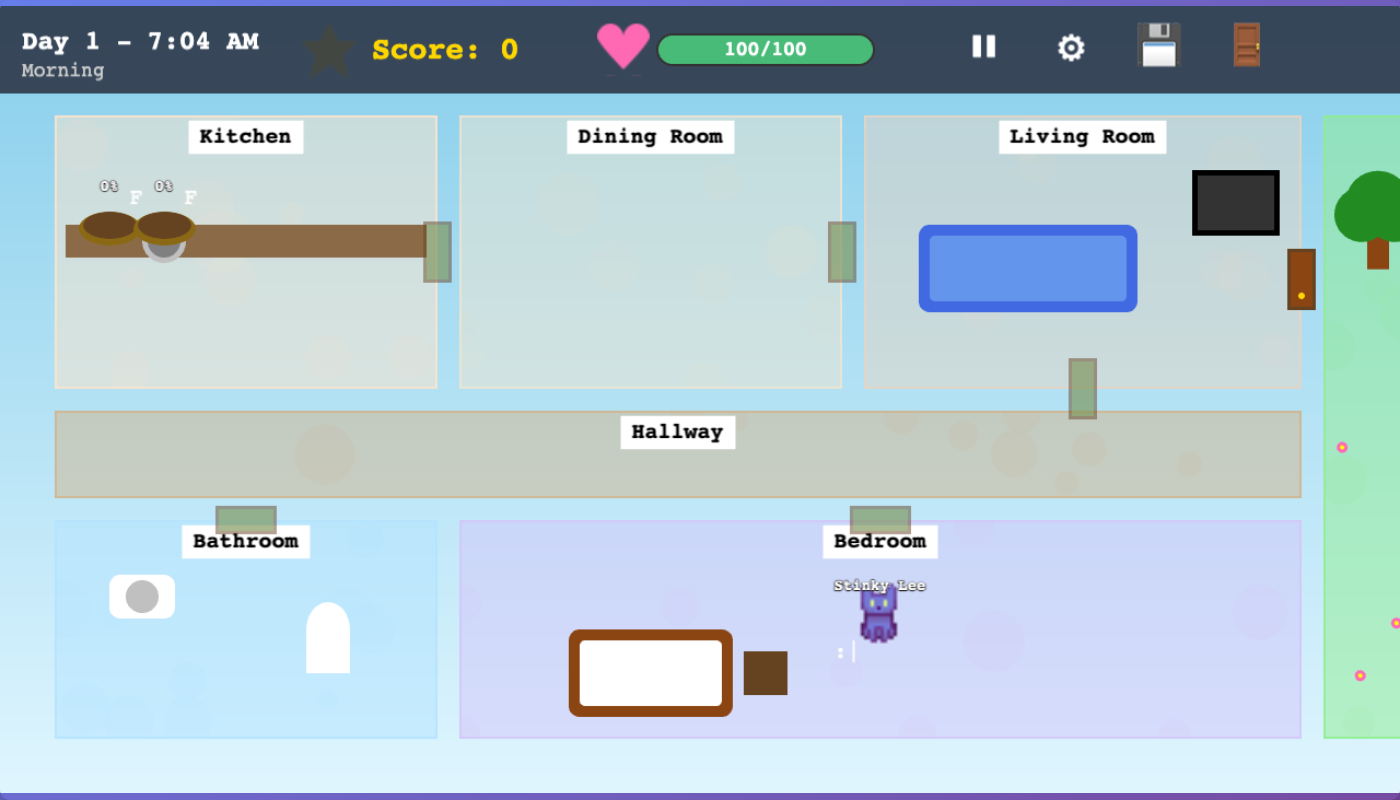 Day 1 - 7:04 AM
Morning
Score: 0
100/100
Kitchen
Dining Room
Living Room
0% F 0% F
Hallway
Bathroom
Bedroom
Stinky Lee
:|